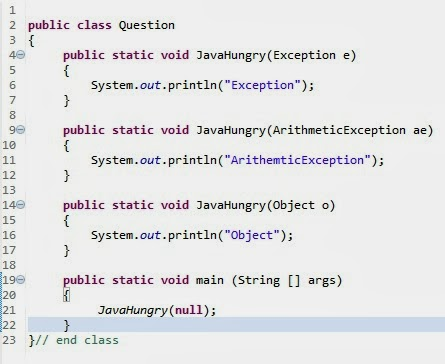 1
2 public class Question
3 {
4 public static void JavaHungry(Exception e)
5 {
6 System.out.println("Exception");
7 }
8
9 public static void JavaHungry(ArithmeticException ae)
10 {
11 System.out.println("ArithemticException");
12 }
13
14 public static void JavaHungry(Object o)
15 {
16 System.out.println("Object");
17 }
18
19 public static void main (String [] args)
20 {
21 JavaHungry(null);
22 }
23 }// end class